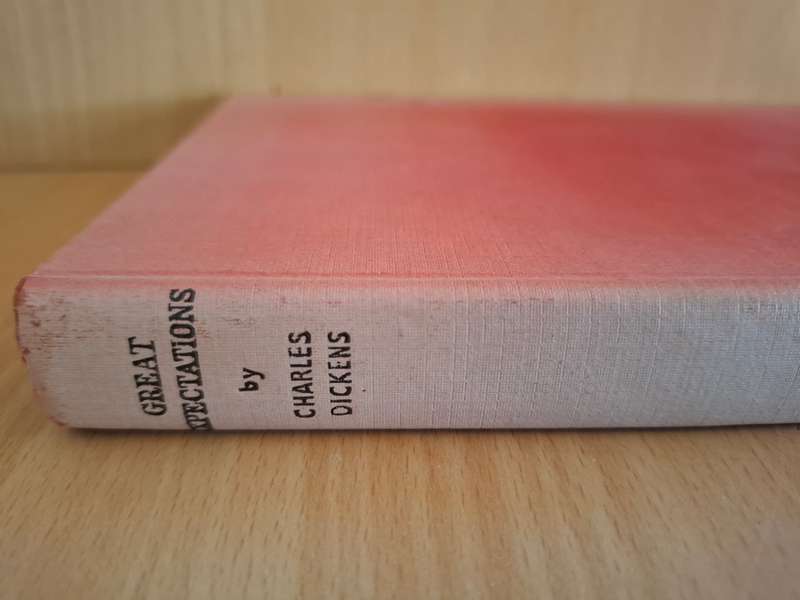 GREAT
EXPECTATIONS
by
CHARLES
DICKENS